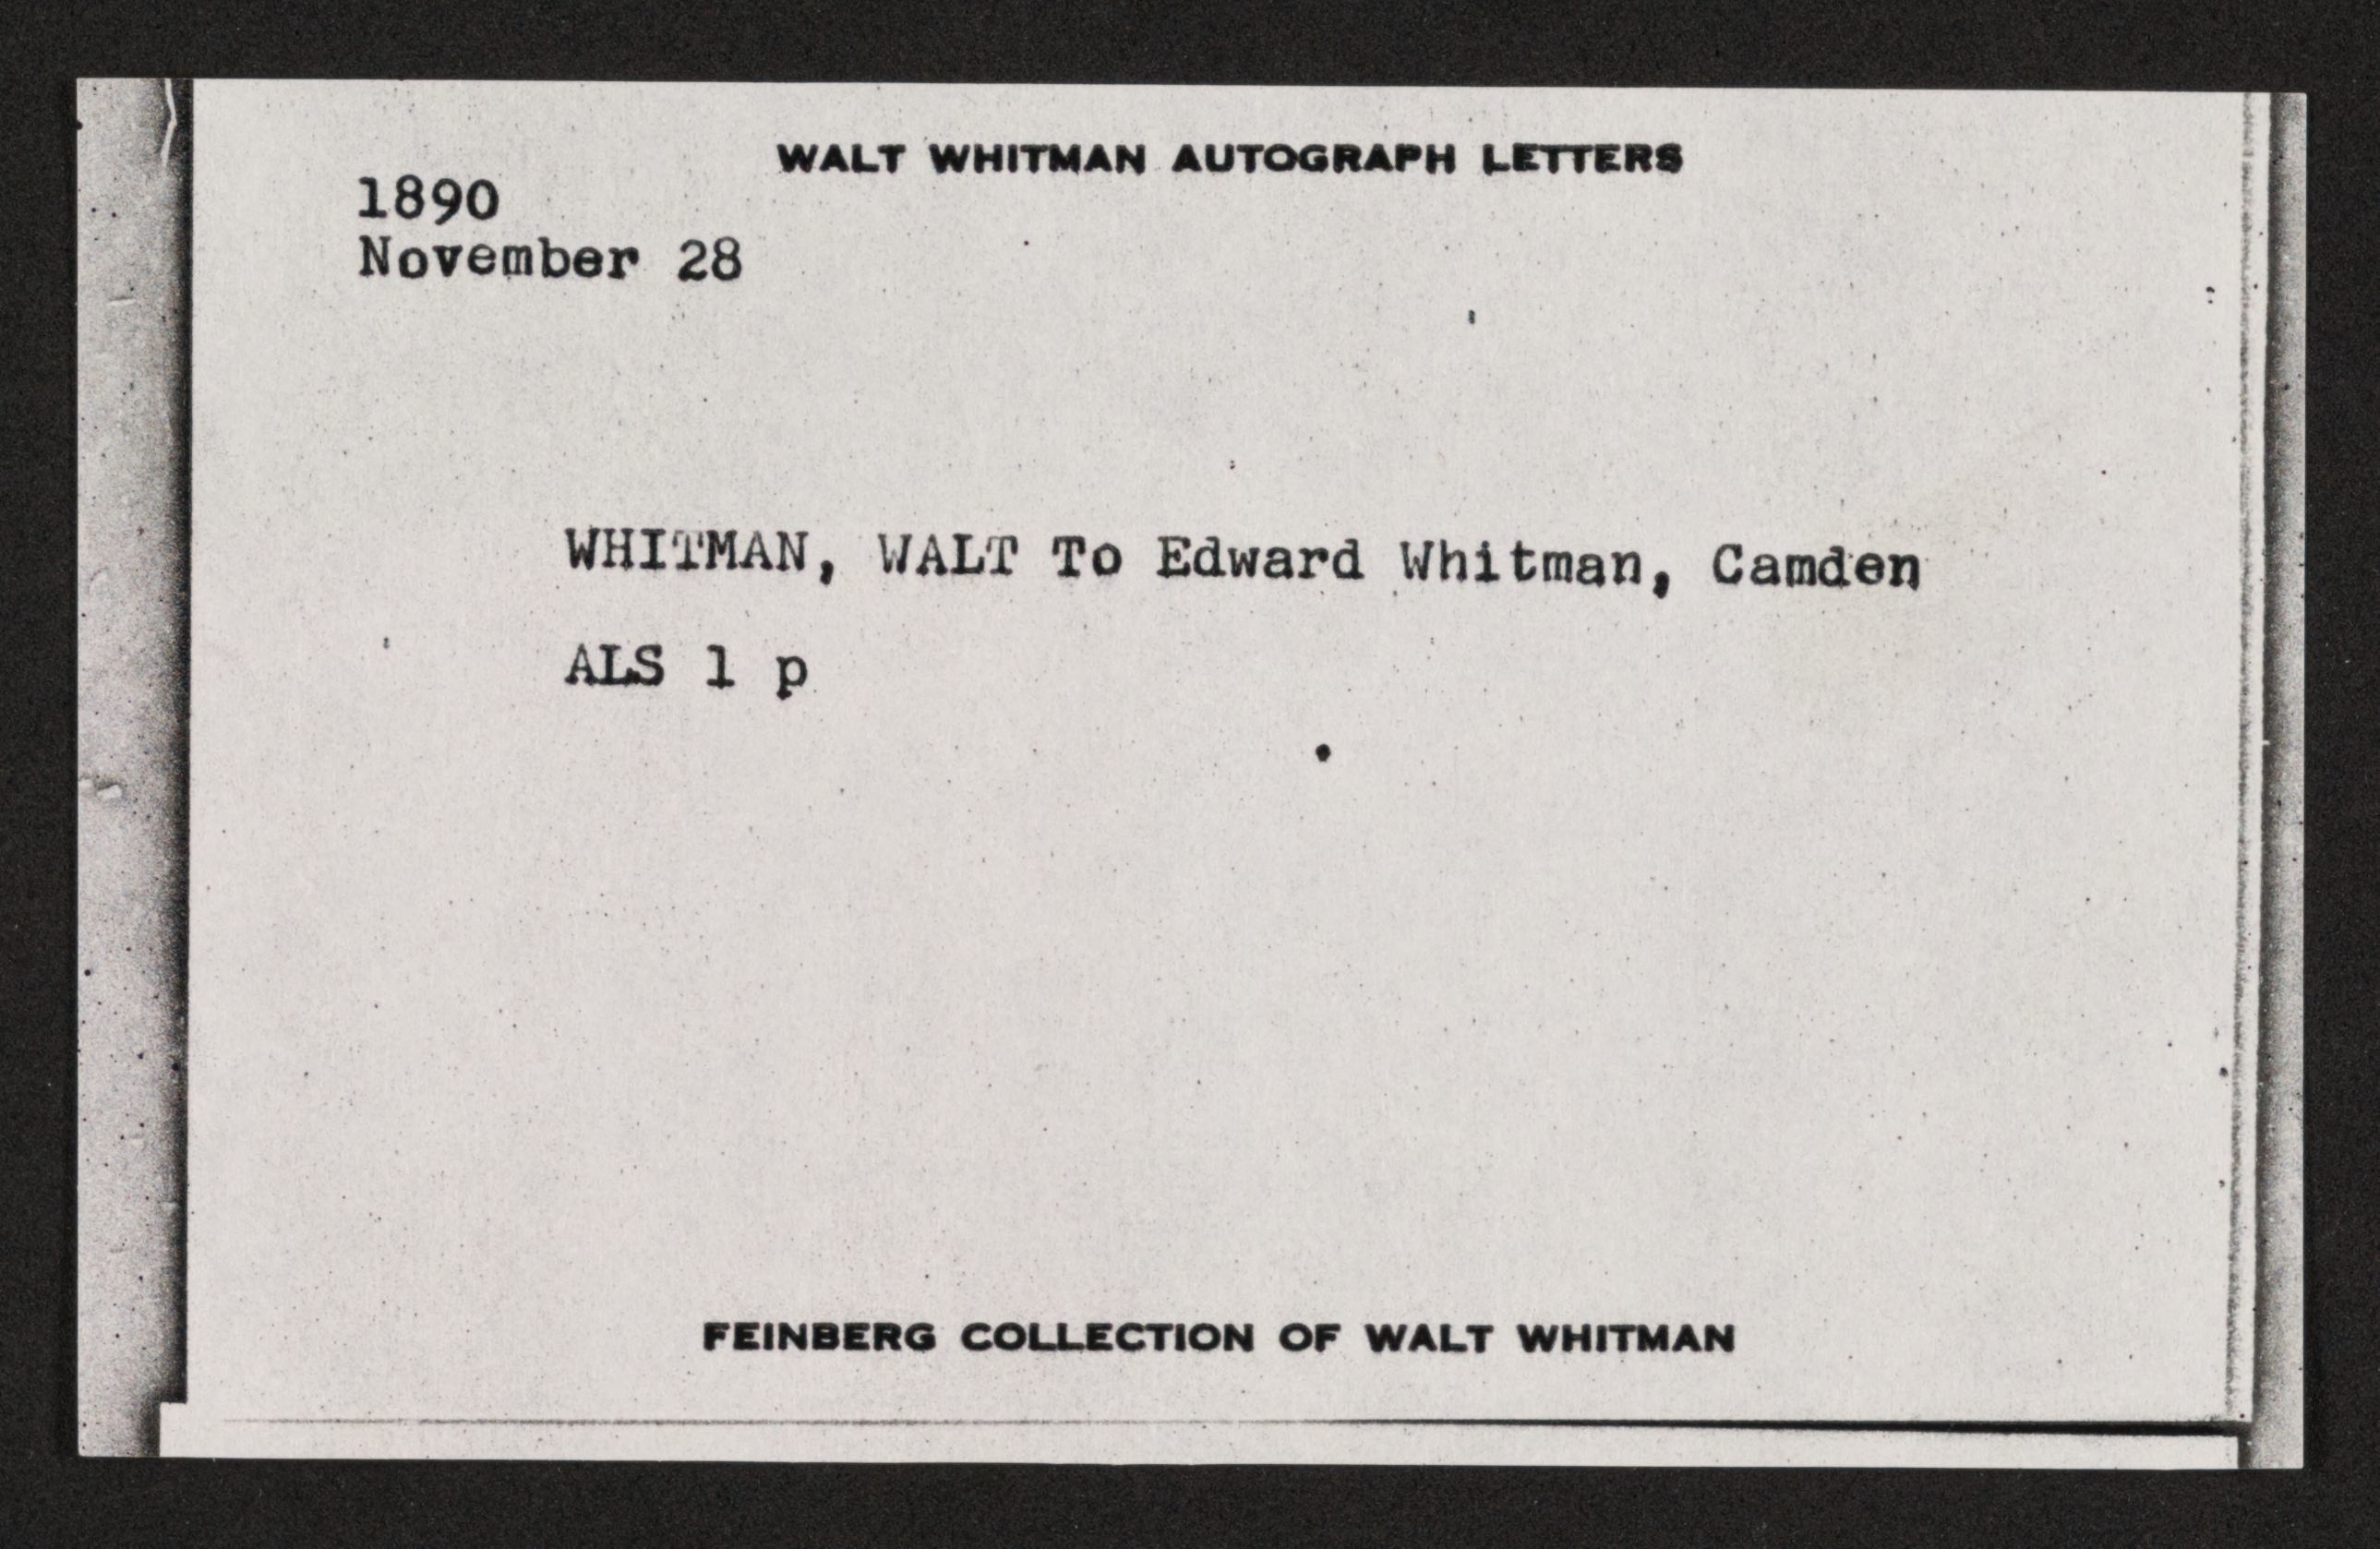 WALT WHITMAN AUTOGRAPH LETTERS
1890
November 28
WHITMAN, WALT To Edward Whitman, Camden
ALS 1 p
FEINBERG COLLECTION OF WALT WHITMAN